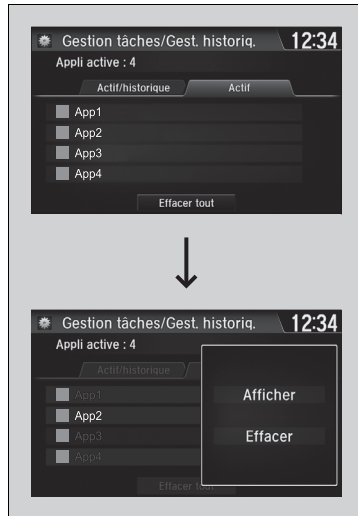 Gestion tâches/Gest. historiq. 12:34
Appli active : 4
Actif/historique Actif
App1
App2
App3
App4
Effacer tout
Gestion tâches/Gest. historiq. 12:34
Appli active : 4
Actif/historique
App1
App2
App3
App4
Afficher
Effacer
Effacer tout